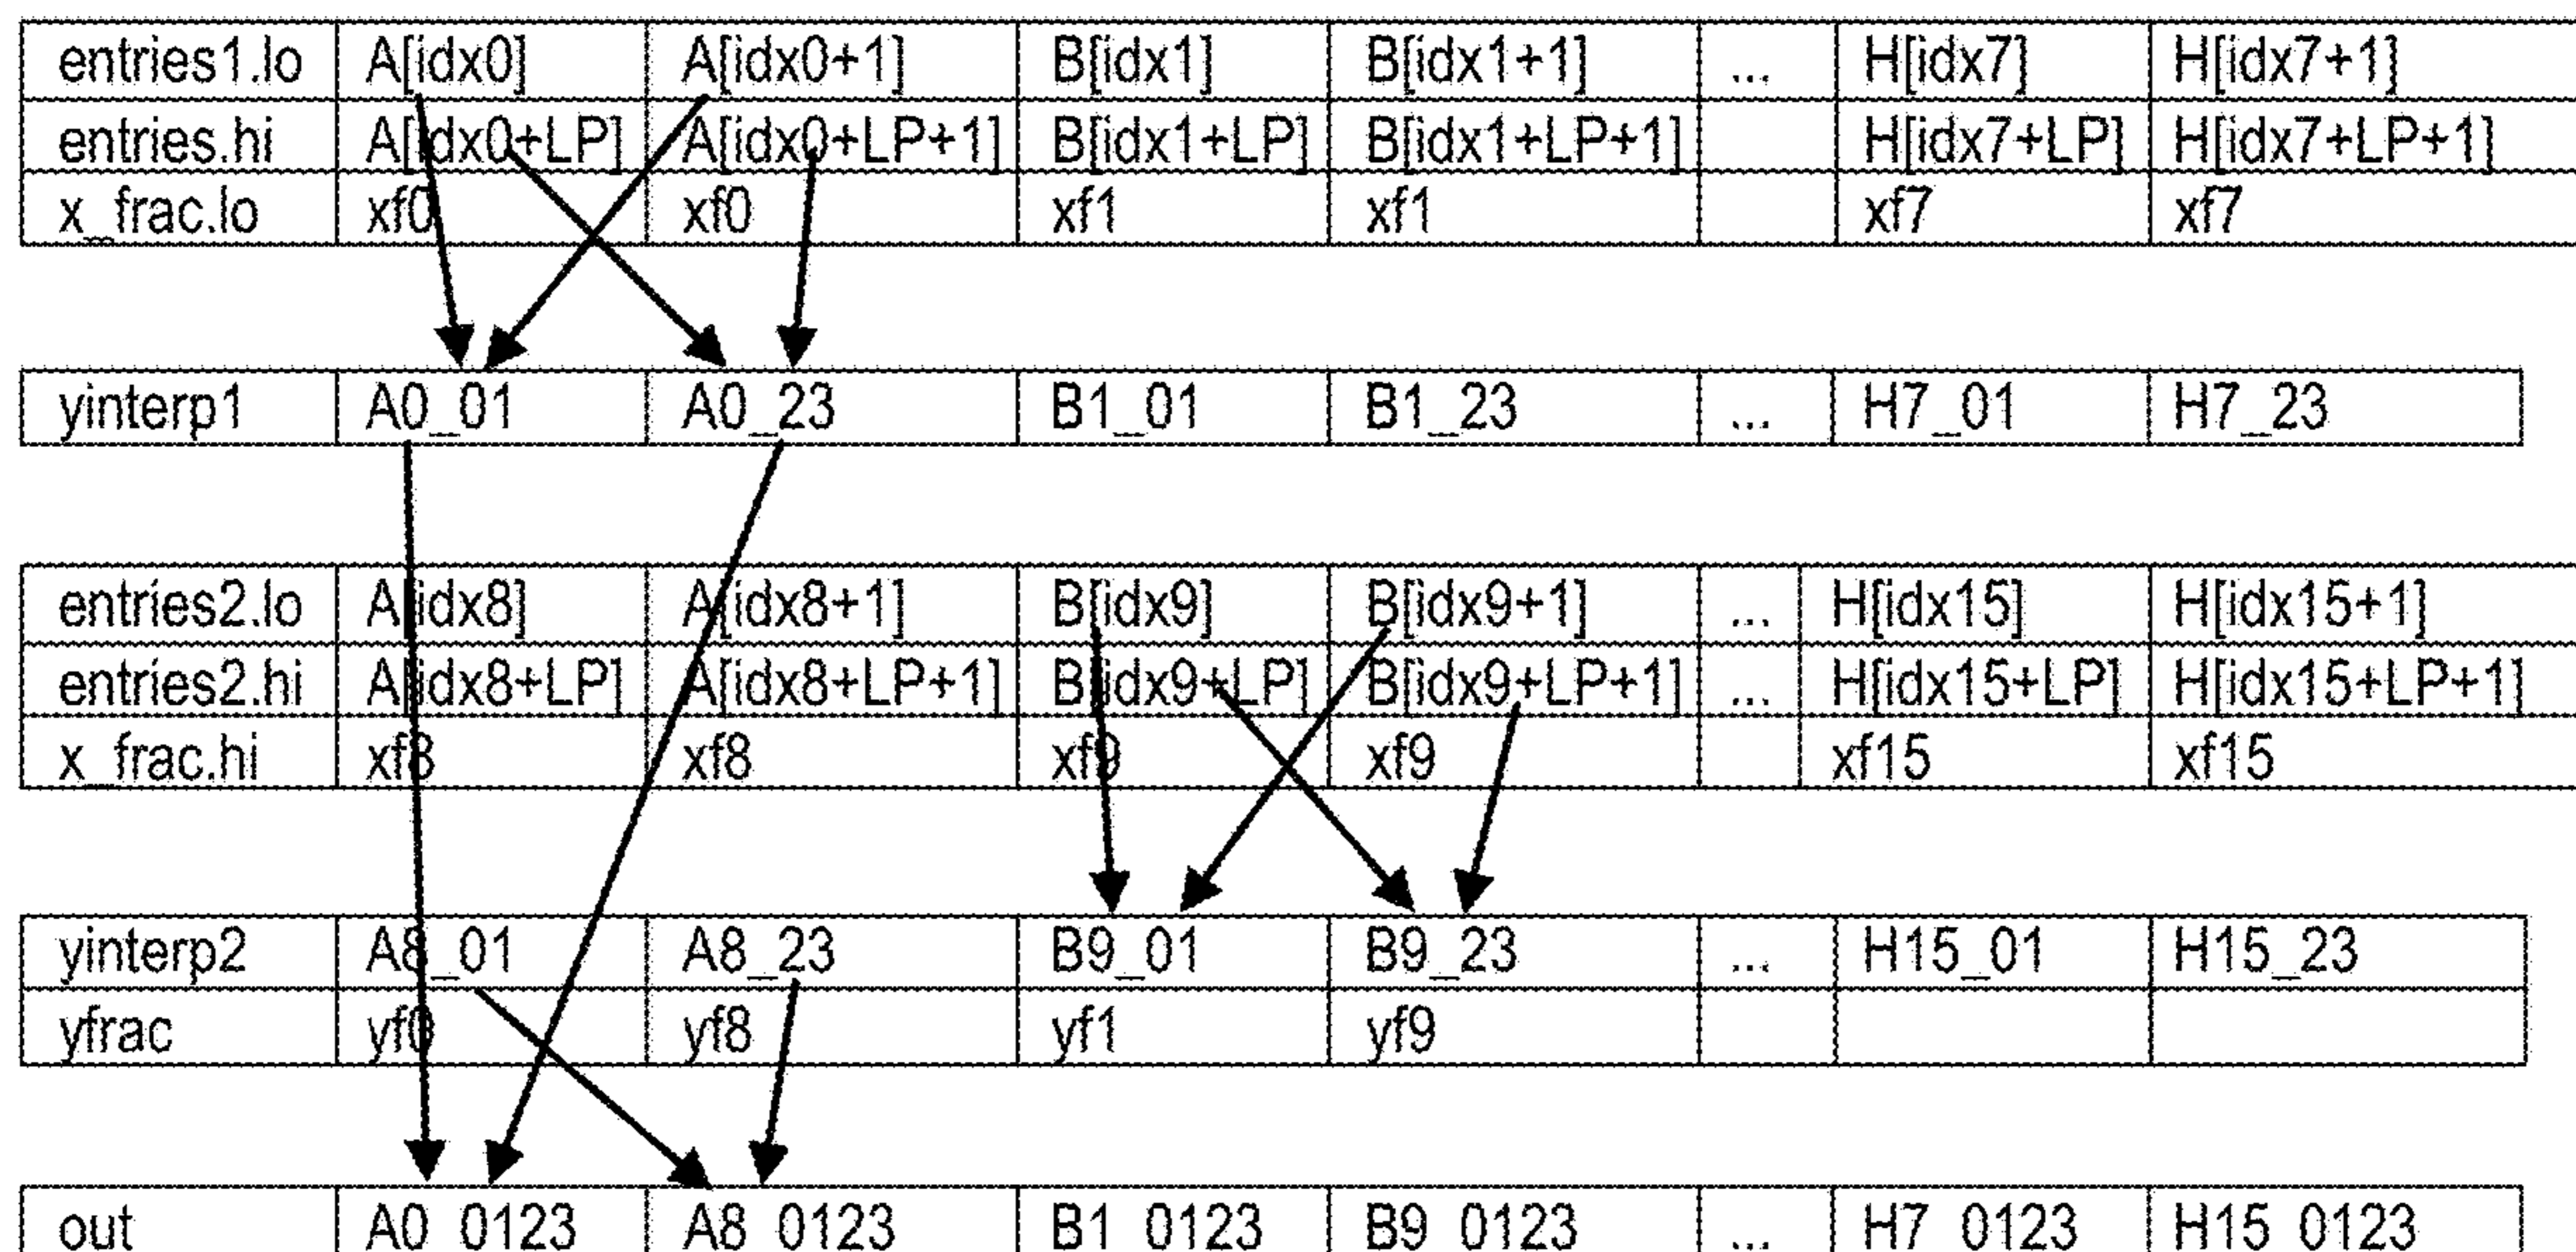 entries1.lo A[idx0] A[idx0+1] B[idx1] B[idx1+1] ... H[idx7] H[idx7+1]
entries.hi A[idx0+LP] A[idx0+LP+1] B[idx1+LP] B[idx1+LP+1] H[idx7+LP] H[idx7+LP+1]
x_frac.lo xf0 xf0 xf1 xf1 xf7 xf7
yinterp1 A0_01 A0_23 B1_01 B1_23 ... H7_01 H7_23
entries2.lo A[idx8] A[idx8+1] B[idx9] B[idx9+1] ... H[idx15] H[idx15+1]
entries2.hi A[idx8+LP] A[idx8+LP+1] B[idx9+LP] B[idx9+LP+1] ... H[idx15+LP] H[idx15+LP+1]
x_frac.hi xf8 xf8 xf9 xf9 xf15 xf15
yinterp2 A8_01 A8_23 B9_01 B9_23 ... H15_01 H15_23
yfrac yf0 yf8 yf1 yf9
out A0_0123 A8_0123 B1_0123 B9_0123 ... H7_0123 H15_0123